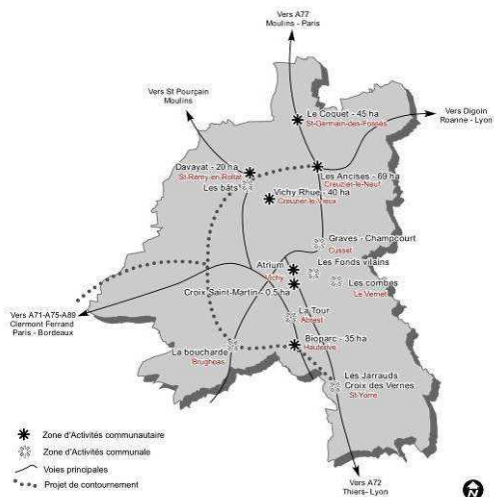 Vers A77
Moulins - Paris
Vers St Pourçain
Moulins
Le Coquet - 45 ha
St-Germain-des-Fossés
Vers Digoin
Roanne - Lyon
Davayat - 20 ha
St-Rémy-en-Rollat
Les bâts
Les Ancises - 69 ha
Creuzier-le-Neuf
Vichy Rhue - 40 ha
Creuzier-le-Vieux
Graves - Champcourt
Cusset
Atrium
Vichy
Les Fonds vilains
Croix Saint-Martin - 0.5 ha
Les combes
Le Vernet
Vers A71-A75-A89
Clermont Ferrand
Paris - Bordeaux
La Tour
Abrest
La boucharde
Brugheas
Bioparc - 35 ha
Hauterive
Les Jarrauds
Croix des Vernes
St-Yorre
Zone d'Activités communautaire
Zone d'Activités communale
Voies principales
Projet de contournement
Vers A72
Thiers- Lyon
N